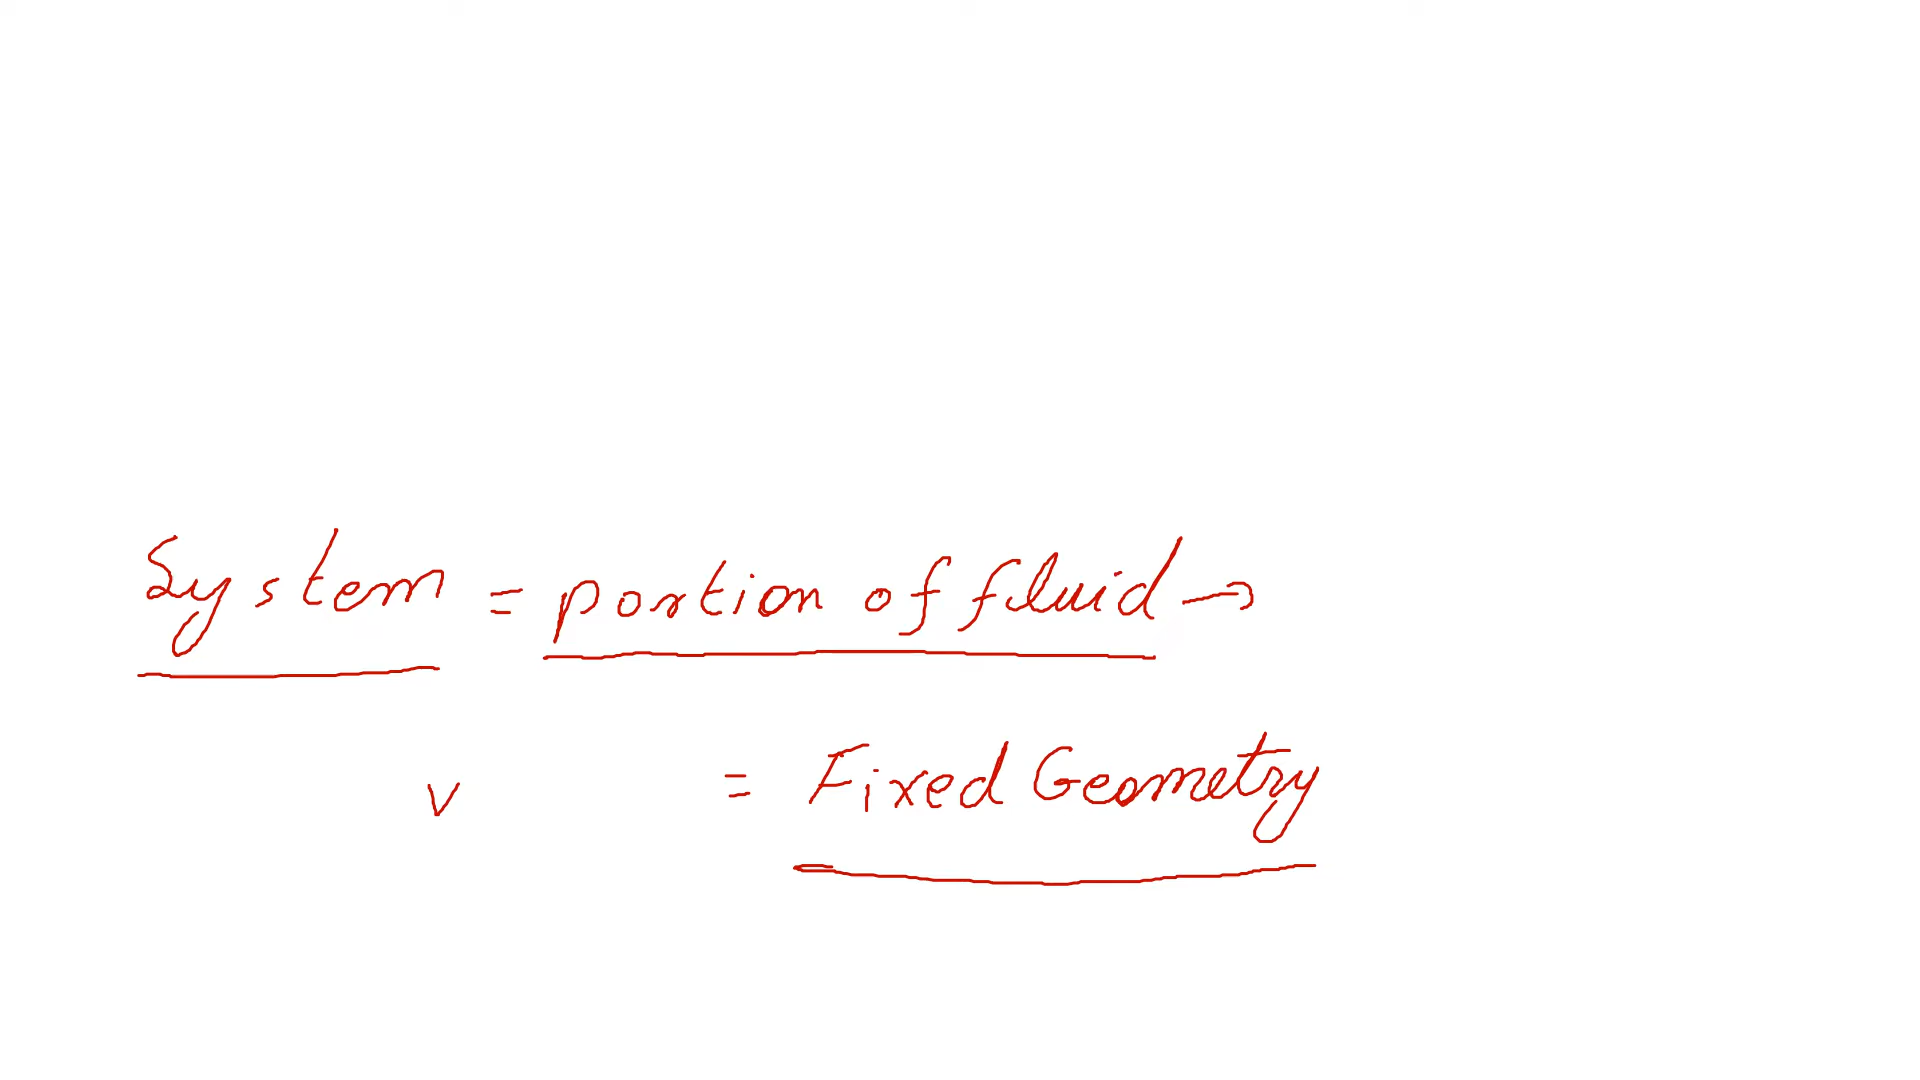 System = portion of fluid →
v = Fixed Geometry